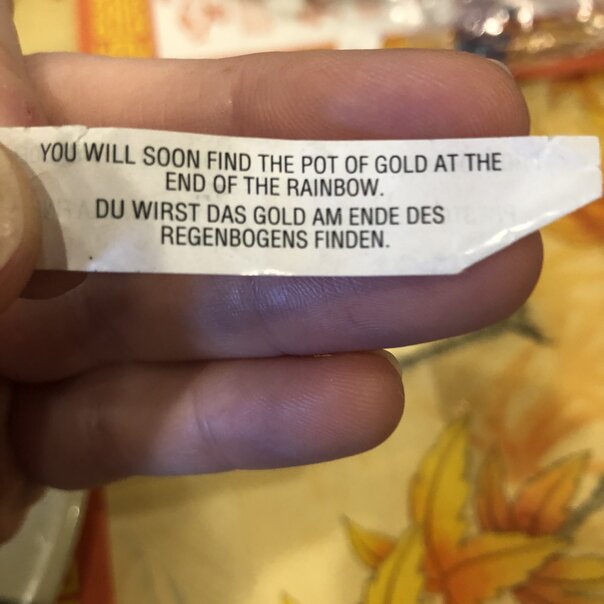 YOU WILL SOON FIND THE POT OF GOLD AT THE
END OF THE RAINBOW.
DU WIRST DAS GOLD AM ENDE DES
REGENBOGENS FINDEN.